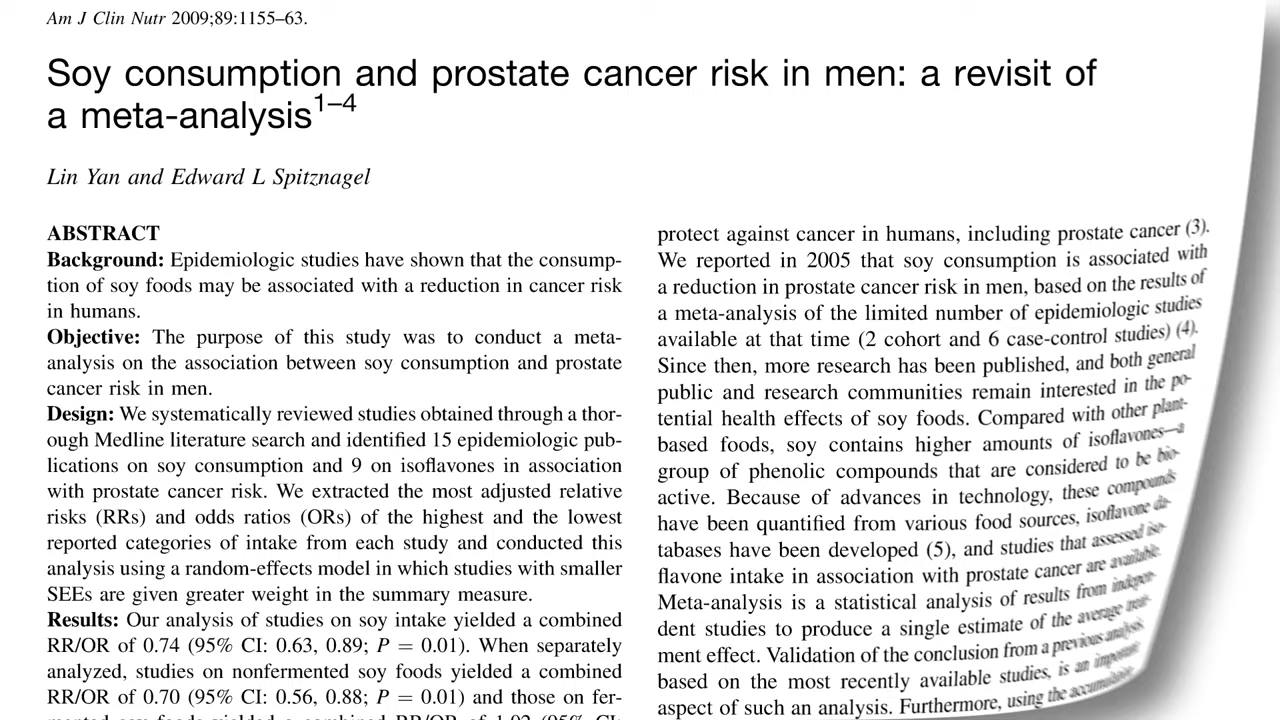 Am J Clin Nutr 2009;89:1155–63.
Soy consumption and prostate cancer risk in men: a revisit of
a meta-analysis1–4
Lin Yan and Edward L Spitznagel
ABSTRACT
Background: Epidemiologic studies have shown that the consump-
tion of soy foods may be associated with a reduction in cancer risk
in humans.
Objective: The purpose of this study was to conduct a meta-
analysis on the association between soy consumption and prostate
cancer risk in men.
Design: We systematically reviewed studies obtained through a thor-
ough Medline literature search and identified 15 epidemiologic pub-
lications on soy consumption and 9 on isoflavones in association
with prostate cancer risk. We extracted the most adjusted relative
risks (RRs) and odds ratios (ORs) of the highest and the lowest
reported categories of intake from each study and conducted this
analysis using a random-effects model in which studies with smaller
SEEs are given greater weight in the summary measure.
Results: Our analysis of studies on soy intake yielded a combined
RR/OR of 0.74 (95% CI: 0.63, 0.89; P = 0.01). When separately
analyzed, studies on nonfermented soy foods yielded a combined
RR/OR of 0.70 (95% CI: 0.56, 0.88; P = 0.01) and those on fer-
mented soy foods yielded a combined RR/OR of 1.02 (95% CI:
protect against cancer in humans, including prostate cancer (3).
We reported in 2005 that soy consumption is associated with
a reduction in prostate cancer risk in men, based on the results of
a meta-analysis of the limited number of epidemiologic studies
available at that time (2 cohort and 6 case-control studies) (4).
Since then, more research has been published, and both general
public and research communities remain interested in the po-
tential health effects of soy foods. Compared with other plant-
based foods, soy contains higher amounts of isoflavones—a
group of phenolic compounds that are considered to be bio-
active. Because of advances in technology, these compounds
have been quantified from various food sources, isoflavone da-
tabases have been developed (5), and studies that assessed iso-
flavone intake in association with prostate cancer are available.
Meta-analysis is a statistical analysis of results from indepen-
dent studies to produce a single estimate of the average treat-
ment effect. Validation of the conclusion from a previous analysis
based on the most recently available studies, is an important
aspect of such an analysis. Furthermore, using the